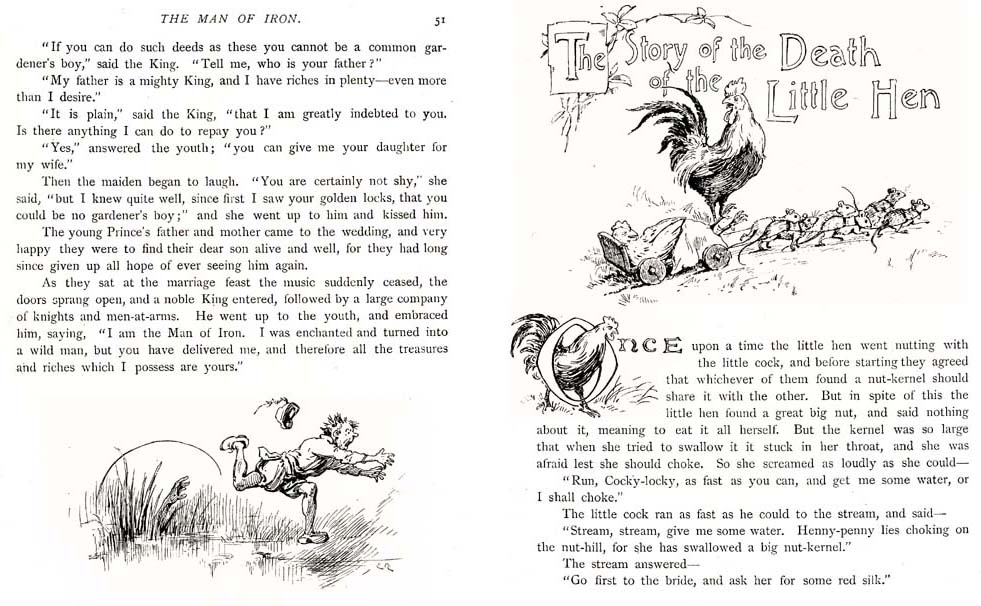 THE MAN OF IRON. 51
"If you can do such deeds as these you cannot be a common gar-
dener's boy," said the King. "Tell me, who is your father?"
"My father is a mighty King, and I have riches in plenty—even more
than I desire."
"It is plain," said the King, "that I am greatly indebted to you.
Is there anything I can do to repay you?"
"Yes," answered the youth; "you can give me your daughter for
my wife."
Then the maiden began to laugh. "You are certainly not shy," she
said, "but I knew quite well, since first I saw your golden locks, that you
could be no gardener's boy;" and she went up to him and kissed him.
The young Prince's father and mother came to the wedding, and very
happy they were to find their dear son alive and well, for they had long
since given up all hope of ever seeing him again.
As they sat at the marriage feast the music suddenly ceased, the
doors sprang open, and a noble King entered, followed by a large company
of knights and men-at-arms. He went up to the youth, and embraced
him, saying, "I am the Man of Iron. I was enchanted and turned into
a wild man, but you have delivered me, and therefore all the treasures
and riches which I possess are yours."
The Story of the Death
of the Little Hen
ONCE upon a time the little hen went nutting with
the little cock, and before starting they agreed
that whichever of them found a nut-kernel should
share it with the other. But in spite of this the
little hen found a great big nut, and said nothing
about it, meaning to eat it all herself. But the kernel was so large
that when she tried to swallow it it stuck in her throat, and she was
afraid lest she should choke. So she screamed as loudly as she could—
"Run, Cocky-locky, as fast as you can, and get me some water, or
I shall choke."
The little cock ran as fast as he could to the stream, and said—
"Stream, stream, give me some water. Henny-penny lies choking on
the nut-hill, for she has swallowed a big nut-kernel."
The stream answered—
"Go first to the bride, and ask her for some red silk."